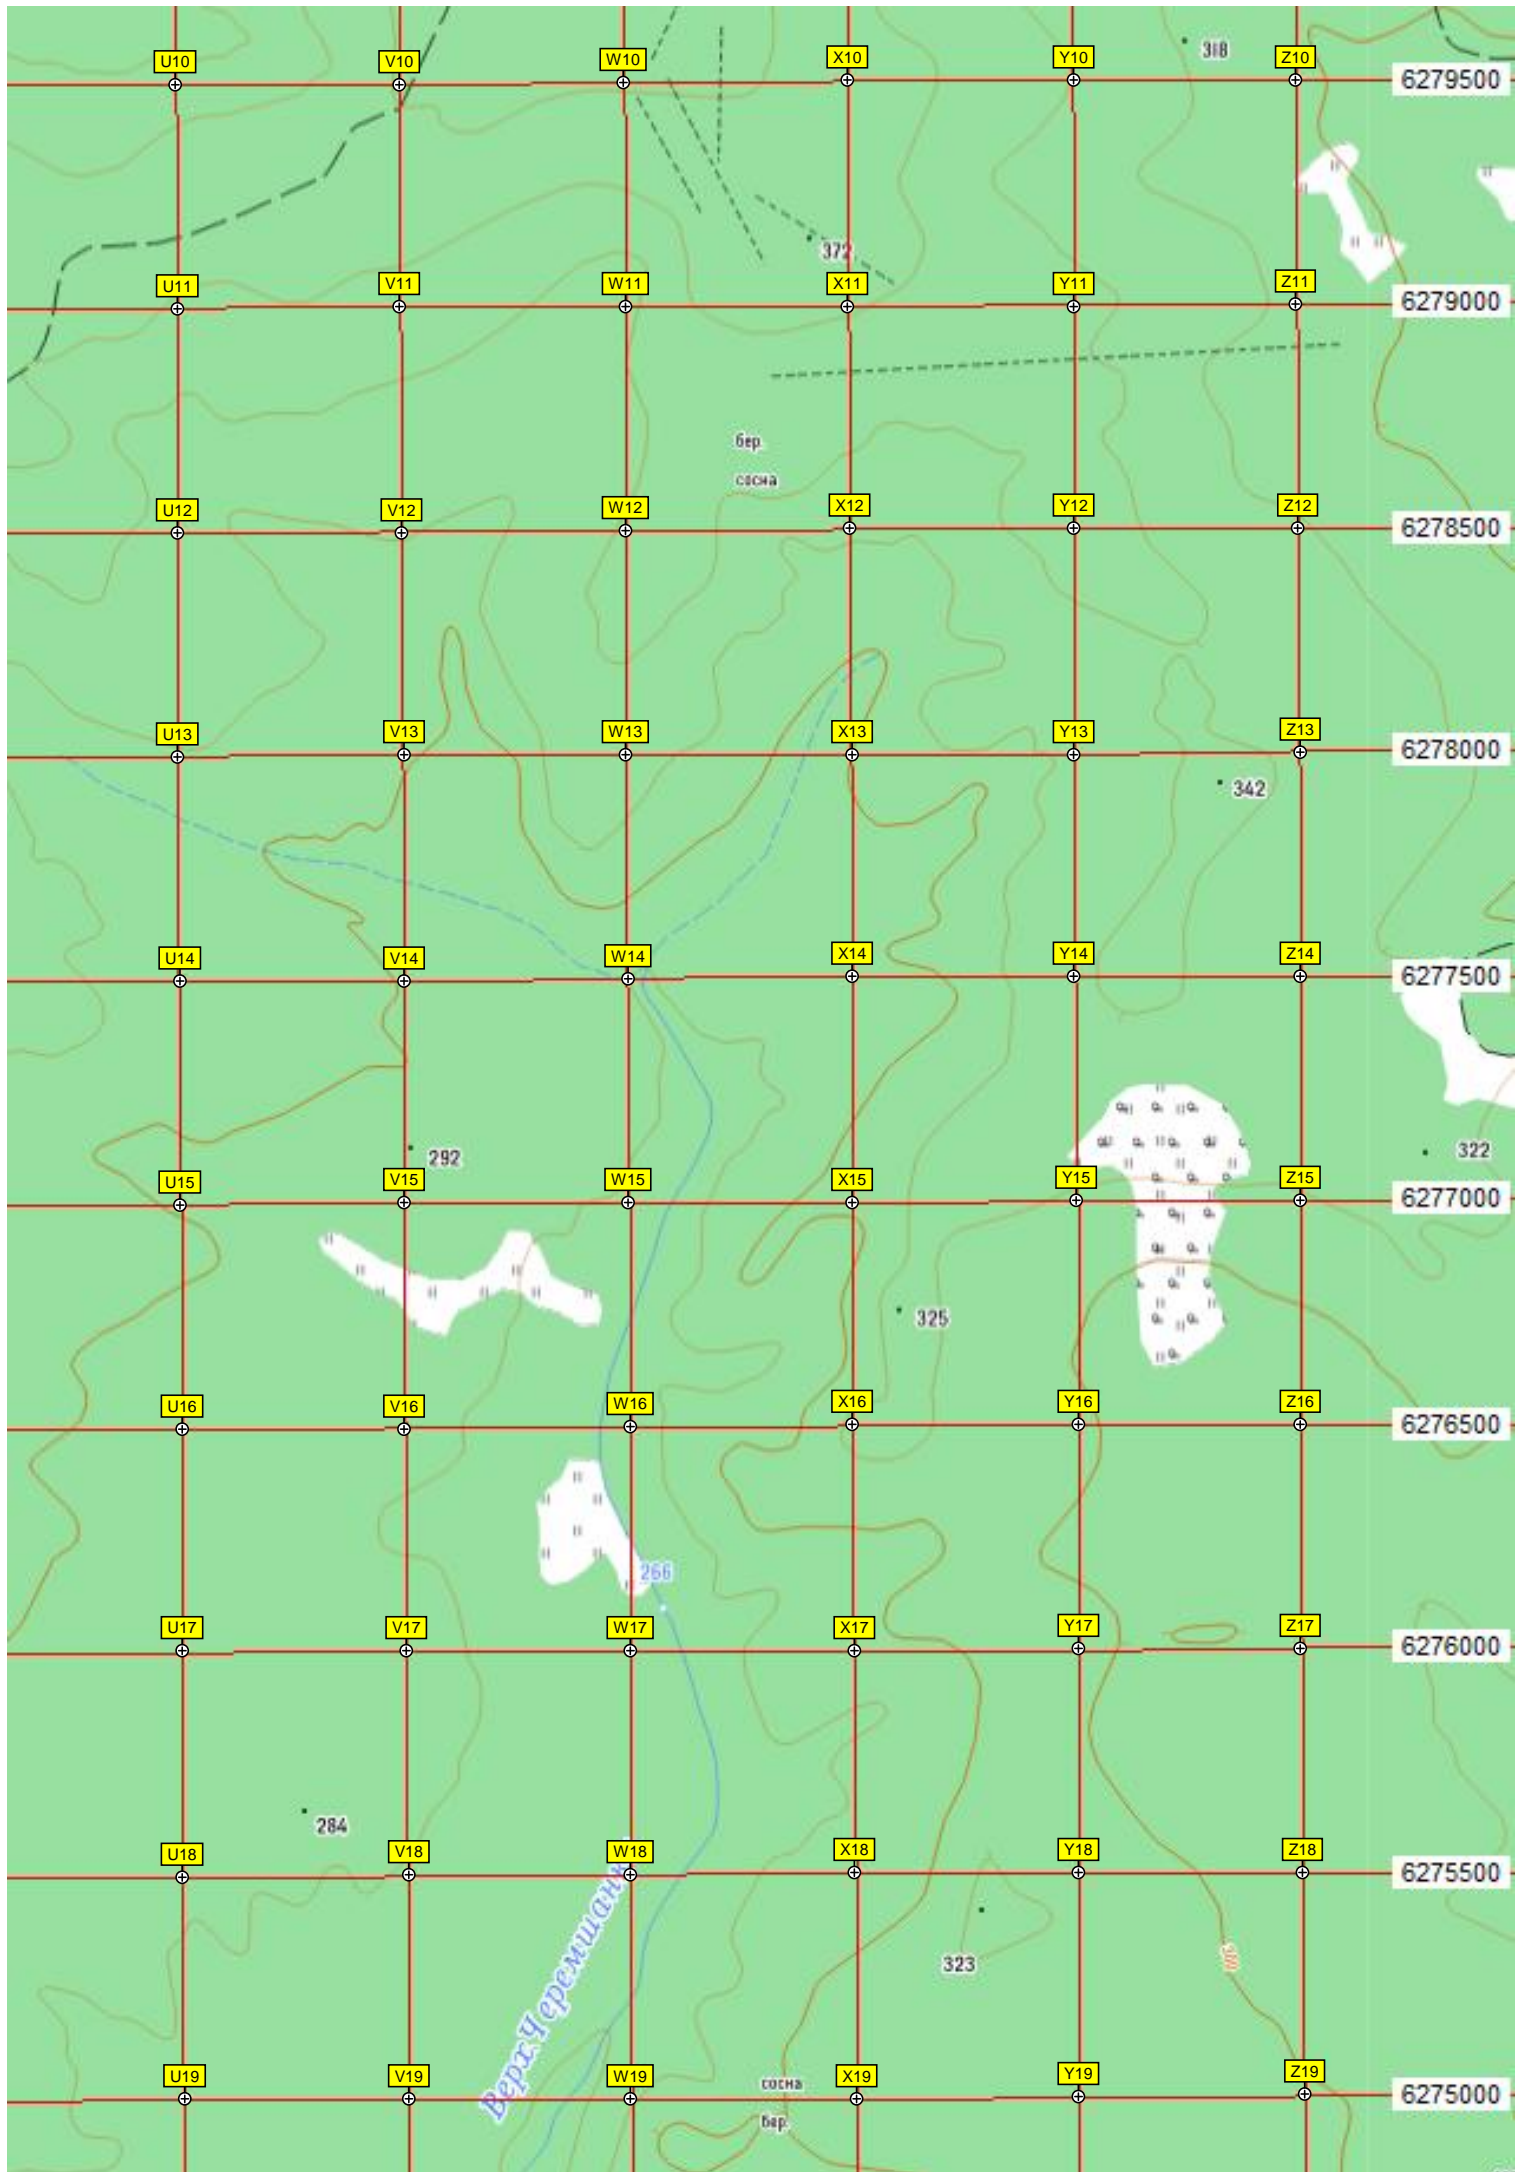 318
U10 V10 W10 X10 Y10 Z10 6279500
372
U11 V11 W11 X11 Y11 Z11 6279000
бер.
сосна
U12 V12 W12 X12 Y12 Z12 6278500
U13 V13 W13 X13 Y13 Z13 6278000
342
U14 V14 W14 X14 Y14 Z14 6277500
292
322
U15 V15 W15 X15 Y15 Z15 6277000
325
U16 V16 W16 X16 Y16 Z16 6276500
266
U17 V17 W17 X17 Y17 Z17 6276000
284
U18 V18 W18 X18 Y18 Z18 6275500
323
Верх.Черемшанк
сосна
U19 V19 W19 X19 Y19 Z19 6275000
бер.